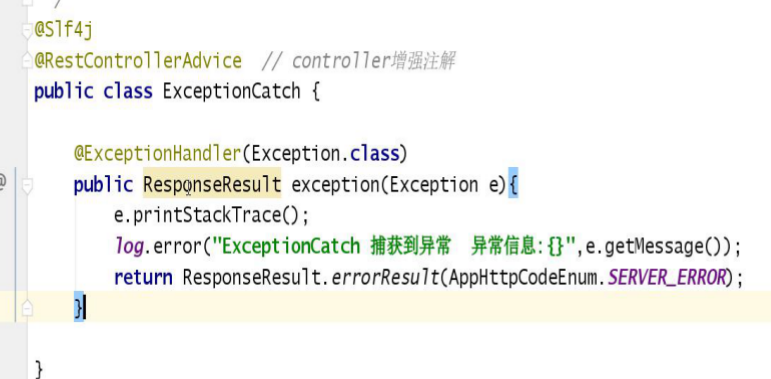 @Slf4j
@RestControllerAdvice // controller增强注解
public class ExceptionCatch {
@ExceptionHandler(Exception.class)
public ResponseResult exception(Exception e){
e.printStackTrace();
log.error("ExceptionCatch 捕获到异常 异常信息:{}",e.getMessage());
return ResponseResult.errorResult(AppHttpCodeEnum.SERVER_ERROR);
}
}